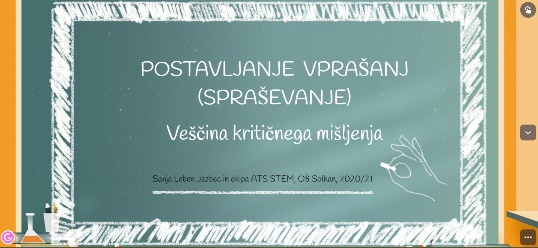 POSTAVLJANJE VPRAŠANJ
(SPRAŠEVANJE)
Veščina kritičnega mišljenja
Sanja Leben Jazbec in ekipa ATS STEM, OŠ Solkan, 2020/21